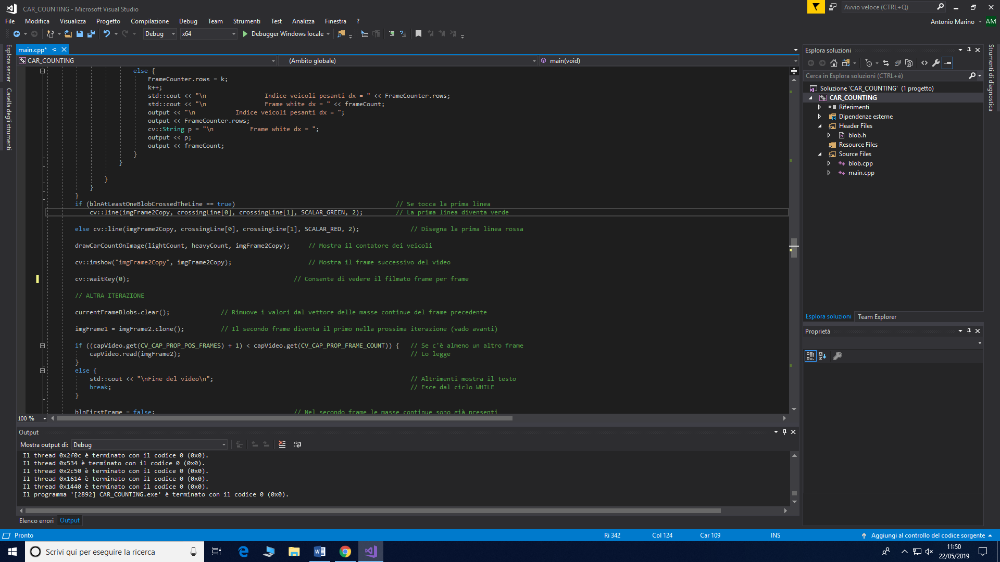 CAR_COUNTING - Microsoft Visual Studio
Avvio veloce (CTRL+Q)
File Modifica Visualizza Progetto Compilazione Debug Team Strumenti Test Analizza Finestra ?
Antonio Marino AM
Debug x64 Debugger Windows locale
Esplora server
Casella degli strumenti
main.cpp*
CAR_COUNTING (Ambito globale) main(void)
else {
FrameCounter.rows = k;
k++;
std::cout << "\n Indice veicoli pesanti dx = " << FrameCounter.rows;
std::cout << "\n Frame white dx = " << frameCount;
output << "\n Indice veicoli pesanti dx = ";
output << FrameCounter.rows;
cv::String p = "\n Frame white dx = ";
output << p;
output << frameCount;
}
}
}
}
}
if (blnAtLeastOneBlobCrossedTheLine == true) // Se tocca la prima linea
cv::line(imgFrame2Copy, crossingLine[0], crossingLine[1], SCALAR_GREEN, 2); // La prima linea diventa verde
else cv::line(imgFrame2Copy, crossingLine[0], crossingLine[1], SCALAR_RED, 2); // Disegna la prima linea rossa
drawCarCountOnImage(lightCount, heavyCount, imgFrame2Copy); // Mostra il contatore dei veicoli
cv::imshow("imgFrame2Copy", imgFrame2Copy); // Mostra il frame successivo del video
cv::waitKey(0); // Consente di vedere il filmato frame per frame
// ALTRA ITERAZIONE
currentFrameBlobs.clear(); // Rimuove i valori dal vettore delle masse continue del frame precedente
imgFrame1 = imgFrame2.clone(); // Il secondo frame diventa il primo nella prossima iterazione (vado avanti)
if ((capVideo.get(CV_CAP_PROP_POS_FRAMES) + 1) < capVideo.get(CV_CAP_PROP_FRAME_COUNT)) { // Se c'è almeno un altro frame
capVideo.read(imgFrame2); // Lo legge
}
else {
std::cout << "\nFine del video\n"; // Altrimenti mostra il testo
break; // Esce dal ciclo WHILE
}
blnFirstFrame = false; // Nel secondo frame le masse continue sono già presenti
100 %
Output
Mostra output di: Debug
Il thread 0x2f0c è terminato con il codice 0 (0x0).
Il thread 0x534 è terminato con il codice 0 (0x0).
Il thread 0x2c50 è terminato con il codice 0 (0x0).
Il thread 0x1614 è terminato con il codice 0 (0x0).
Il thread 0x1440 è terminato con il codice 0 (0x0).
Il programma '[2892] CAR_COUNTING.exe' è terminato con il codice 0 (0x0).
Elenco errori Output
Esplora soluzioni
Cerca in Esplora soluzioni (CTRL+è)
Soluzione 'CAR_COUNTING' (1 progetto)
CAR_COUNTING
Riferimenti
Dipendenze esterne
Header Files
blob.h
Resource Files
Source Files
blob.cpp
main.cpp
Esplora soluzioni Team Explorer
Proprietà
Strumenti di diagnostica
Pronto Ri 342 Col 124 Car 109 INS Aggiungi al controllo del codice sorgente
Scrivi qui per eseguire la ricerca
11:50
22/05/2019